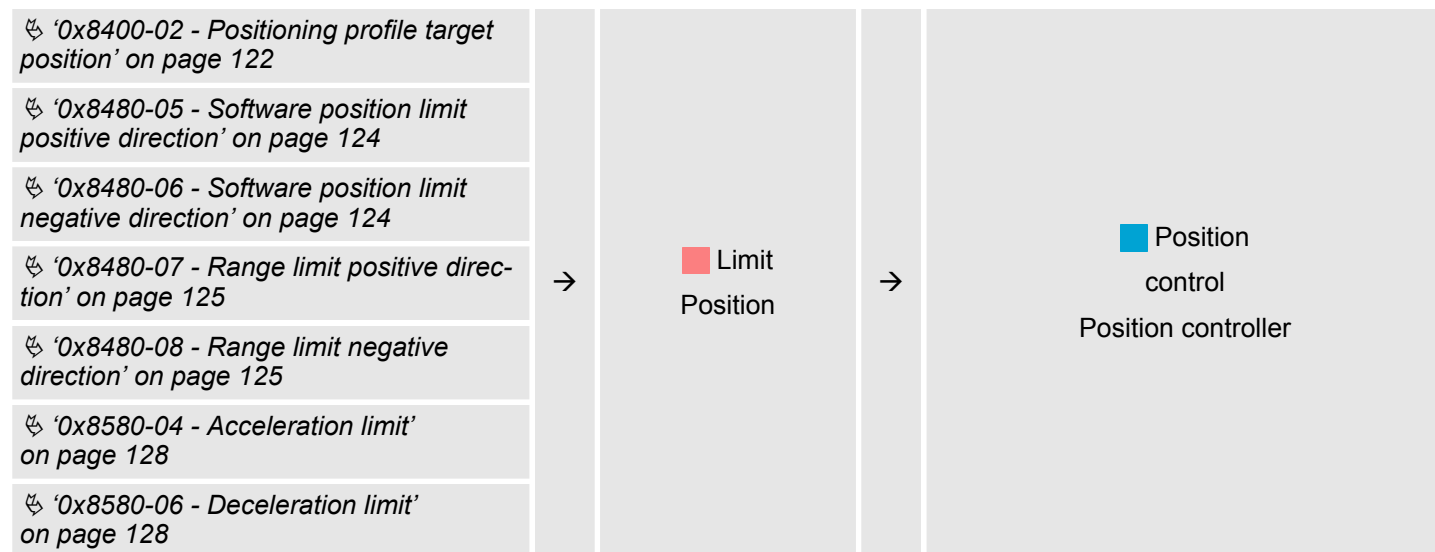 ↳ ‘0x8400-02 - Positioning profile target
position’ on page 122
↳ ‘0x8480-05 - Software position limit
positive direction’ on page 124
↳ ‘0x8480-06 - Software position limit
negative direction’ on page 124
↳ ‘0x8480-07 - Range limit positive direc-
tion’ on page 125
↳ ‘0x8480-08 - Range limit negative
direction’ on page 125
↳ ‘0x8580-04 - Acceleration limit’
on page 128
↳ ‘0x8580-06 - Deceleration limit’
on page 128
→
Limit
Position
→
Position
control
Position controller